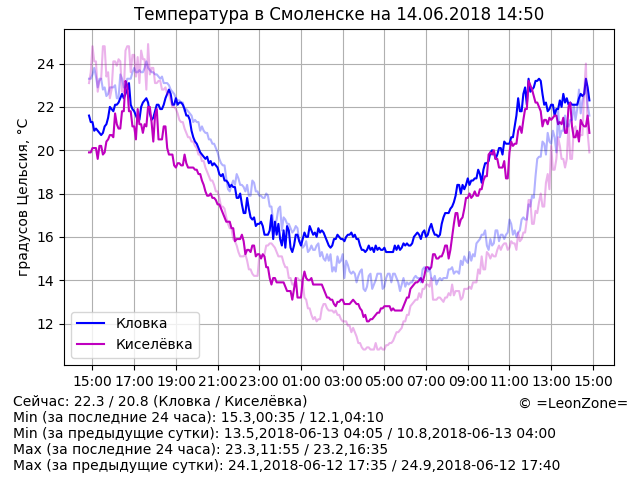 Температура в Смоленске на 14.06.2018 14:50
градусов Цельсия, °C
24
22
20
18
16
14
12
Кловка
Киселёвка
15:00 17:00 19:00 21:00 23:00 01:00 03:00 05:00 07:00 09:00 11:00 13:00 15:00
Сейчас: 22.3 / 20.8 (Кловка / Киселёвка)
© =LeonZone=
Min (за последние 24 часа): 15.3,00:35 / 12.1,04:10
Min (за предыдущие сутки): 13.5,2018-06-13 04:05 / 10.8,2018-06-13 04:00
Max (за последние 24 часа): 23.3,11:55 / 23.2,16:35
Max (за предыдущие сутки): 24.1,2018-06-12 17:35 / 24.9,2018-06-12 17:40